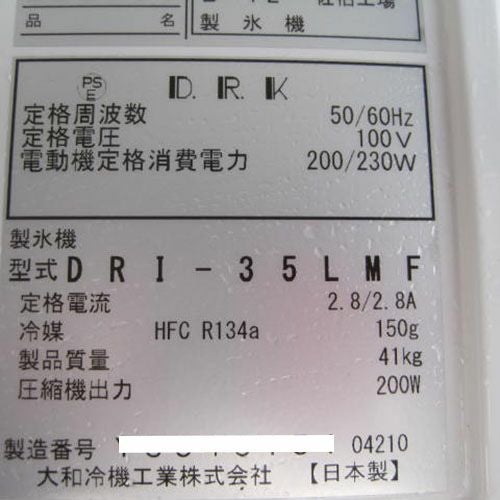 品 名 製 氷 機
PS E D.R.K
定格周波数 50/60Hz
定格電圧 100V
電動機定格消費電力 200/230W
製氷機
型式 DRI-35LMF
定格電流 2.8/2.8A
冷媒 HFC R134a 150g
製品質量 41kg
圧縮機出力 200W
製造番号 04210
大和冷機工業株式会社 【日本製】